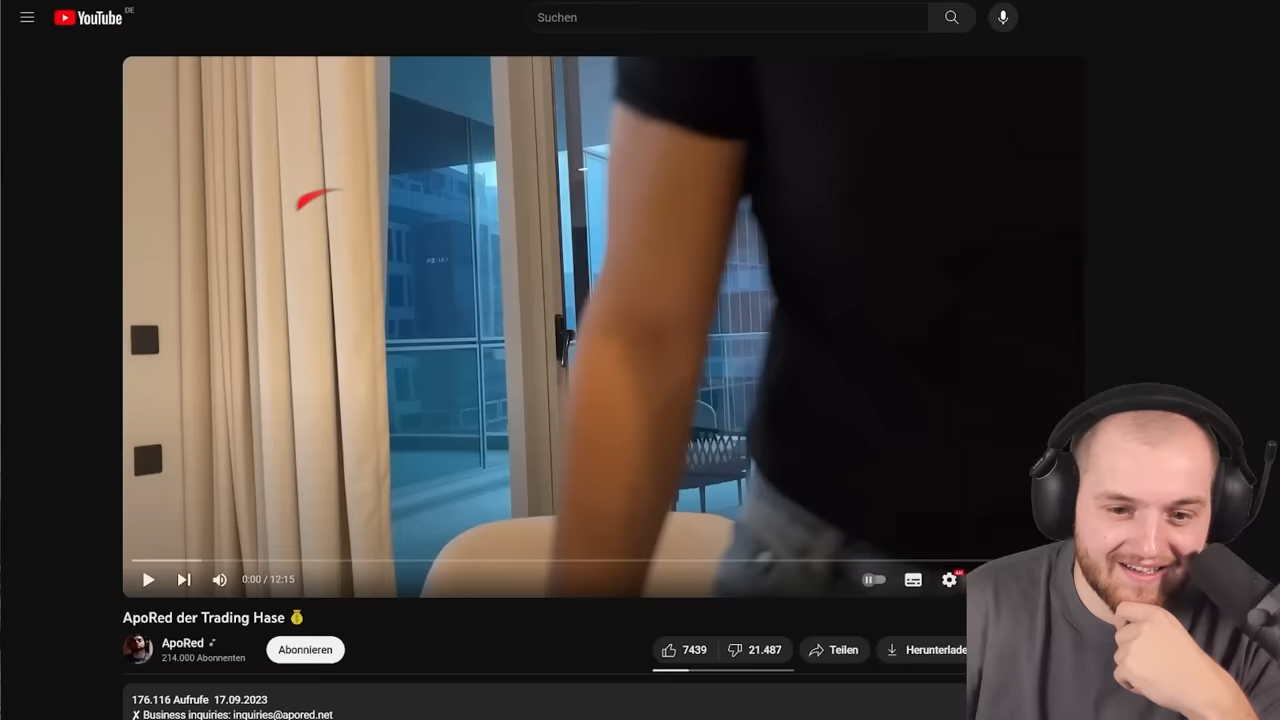 YouTube DE
Suchen
0:00 / 12:15
4K
ApoRed der Trading Hase
ApoRed
214.000 Abonnenten
Abonnieren
7439
21.487
Teilen
Herunterlade
176.116 Aufrufe 17.09.2023
✗ Business inquiries: inquiries@apored.net